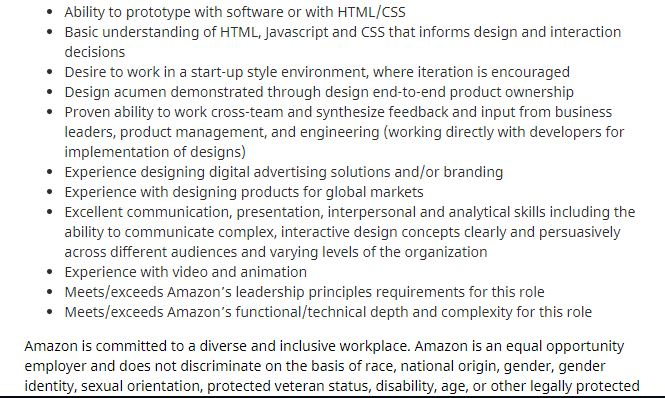 • Ability to prototype with software or with HTML/CSS
• Basic understanding of HTML, Javascript and CSS that informs design and interaction
decisions
• Desire to work in a start-up style environment, where iteration is encouraged
• Design acumen demonstrated through design end-to-end product ownership
• Proven ability to work cross-team and synthesize feedback and input from business
leaders, product management, and engineering (working directly with developers for
implementation of designs)
• Experience designing digital advertising solutions and/or branding
• Experience with designing products for global markets
• Excellent communication, presentation, interpersonal and analytical skills including the
ability to communicate complex, interactive design concepts clearly and persuasively
across different audiences and varying levels of the organization
• Experience with video and animation
• Meets/exceeds Amazon’s leadership principles requirements for this role
• Meets/exceeds Amazon’s functional/technical depth and complexity for this role
Amazon is committed to a diverse and inclusive workplace. Amazon is an equal opportunity
employer and does not discriminate on the basis of race, national origin, gender, gender
identity, sexual orientation, protected veteran status, disability, age, or other legally protected